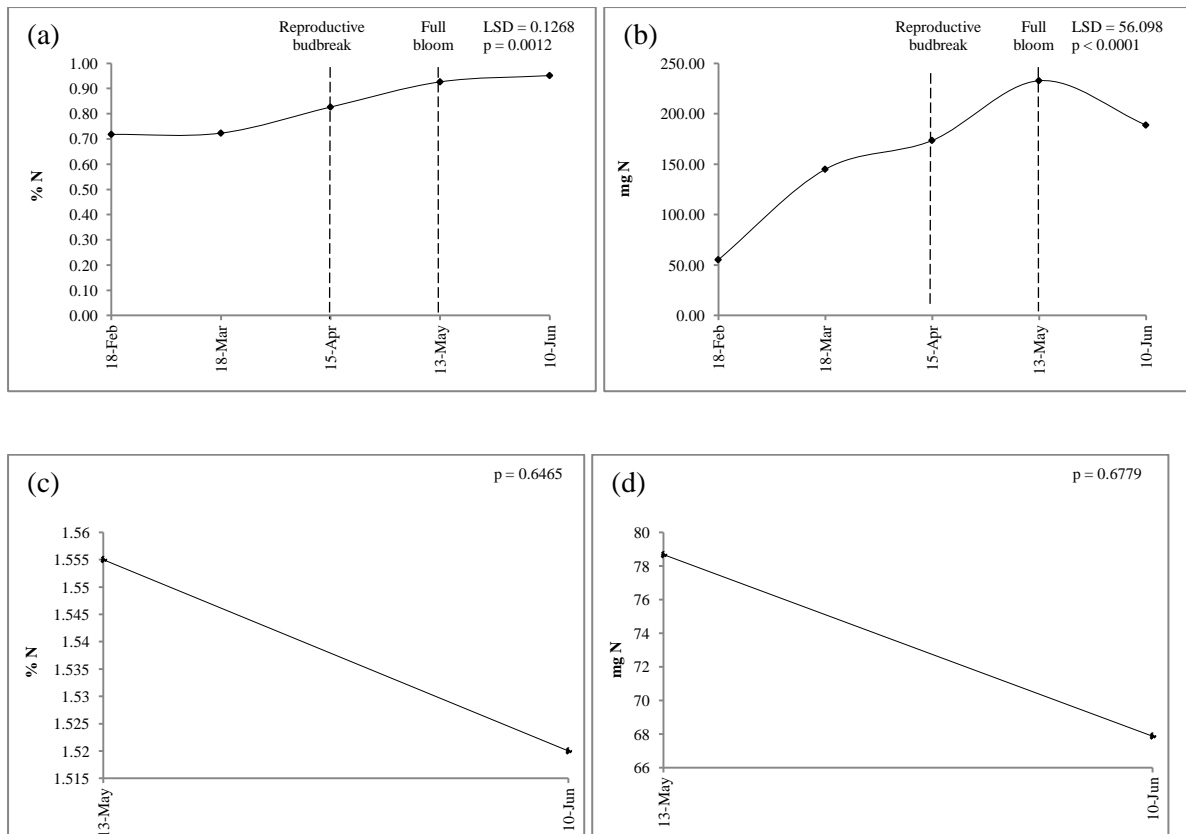 (a)
Reproductive
budbreak
Full
bloom
LSD = 0.1268
p = 0.0012
% N
1.00
0.90
0.80
0.70
0.60
0.50
0.40
0.30
0.20
0.10
0.00
18-Feb
18-Mar
15-Apr
13-May
10-Jun
(b)
Reproductive
budbreak
Full
bloom
LSD = 56.098
p < 0.0001
mg N
250.00
200.00
150.00
100.00
50.00
0.00
18-Feb
18-Mar
15-Apr
13-May
10-Jun
(c)
p = 0.6465
% N
1.56
1.555
1.55
1.545
1.54
1.535
1.53
1.525
1.52
1.515
13-May
10-Jun
(d)
p = 0.6779
mg N
80
78
76
74
72
70
68
66
13-May
10-Jun